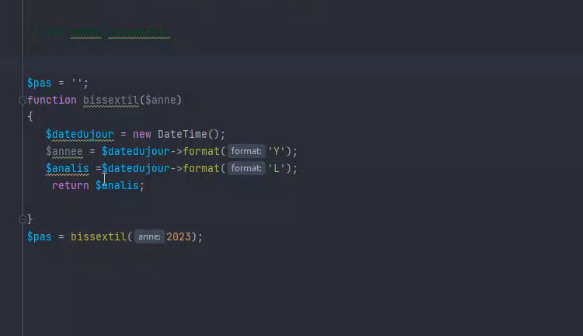 $pas = '';
function bissextil($anne)
{
$datedujour = new DateTime();
$annee = $datedujour->format( format: 'Y');
$analis =$datedujour->format( format: 'L');
return $analis;
}
$pas = bissextil( anne: 2023);